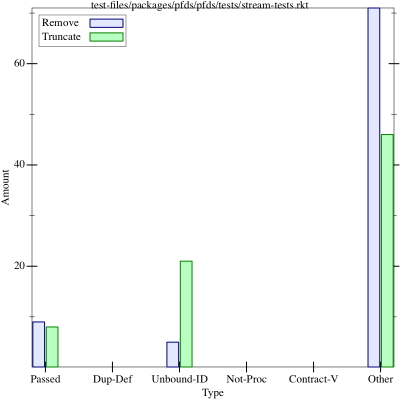 test-files/packages/pfds/pfds/tests/stream-tests.rkt
Remove
Truncate
60
40
20
Amount
Passed Dup-Def Unbound-ID Not-Proc Contract-V Other
Type